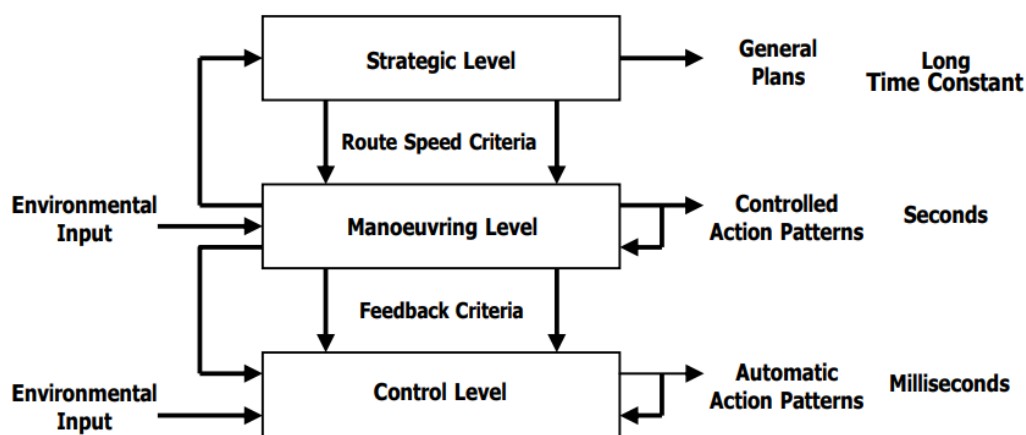 Strategic Level
General
Plans
Long
Time Constant
Route Speed Criteria
Environmental
Input
Manoeuvring Level
Controlled
Action Patterns
Seconds
Feedback Criteria
Environmental
Input
Control Level
Automatic
Action Patterns
Milliseconds